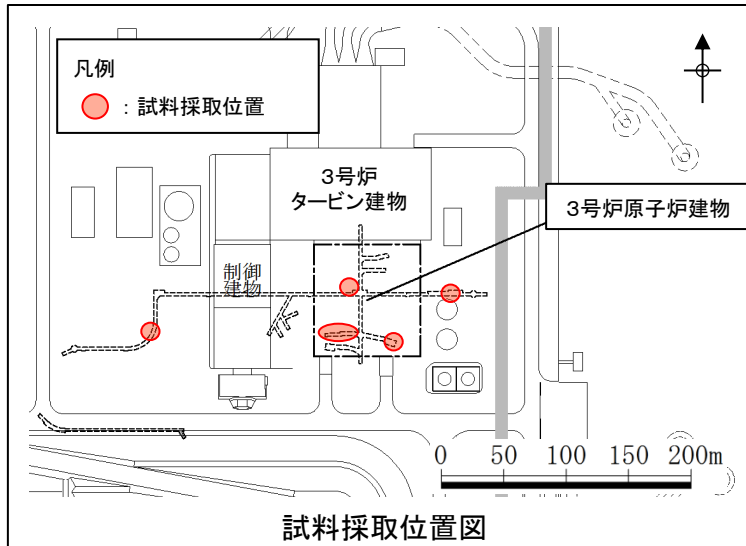 凡例
：試料採取位置
3号炉
タービン建物
3号炉原子炉建物
制御
建物
0 50 100 150 200m
試料採取位置図